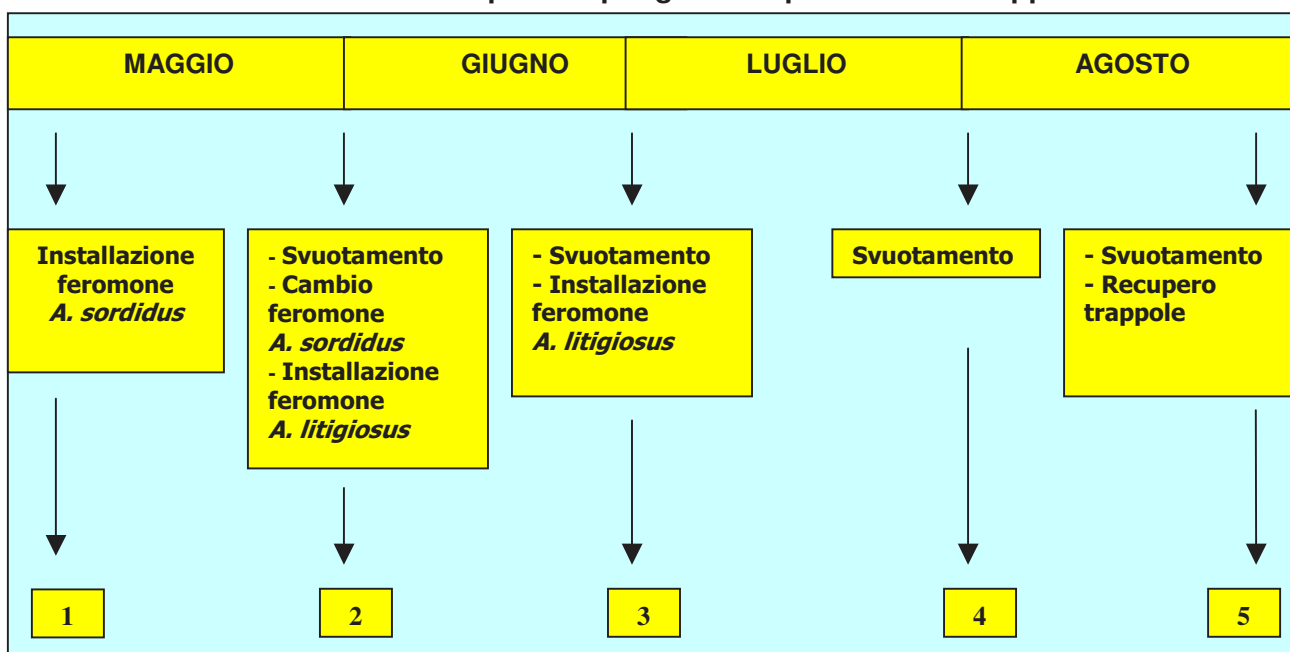 MAGGIO GIUGNO LUGLIO AGOSTO
Installazione
feromone
A. sordidus
- Svuotamento
- Cambio
feromone
A. sordidus
- Installazione
feromone
A. litigiosus
- Svuotamento
- Installazione
feromone
A. litigiosus
Svuotamento
- Svuotamento
- Recupero
trappole
1 2 3 4 5